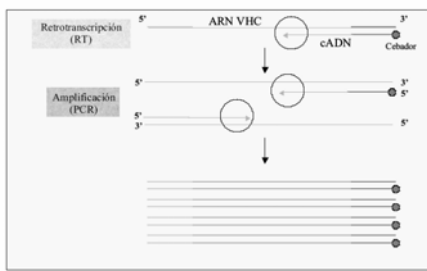 5' ARN VHC 3'
Retrotranscripción
(RT)
cADN Cebador
5' 3'
Amplificación
(PCR)
5'
5'
3' 5'